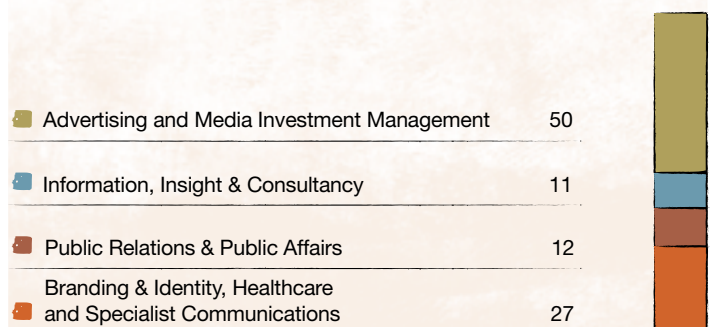 Advertising and Media Investment Management 50
Information, Insight & Consultancy 11
Public Relations & Public Affairs 12
Branding & Identity, Healthcare
and Specialist Communications 27